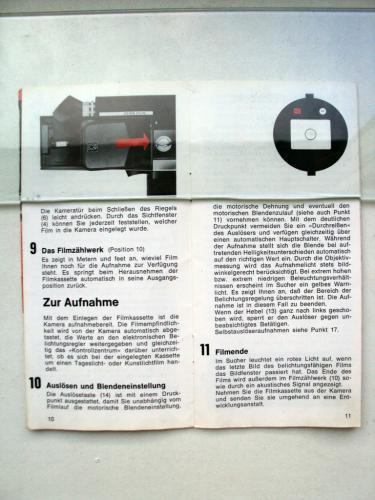 Die Kameratür beim Schließen des Riegels
(6) leicht andrücken. Durch das Sichtfenster
(4) können Sie jederzeit feststellen, welcher
Film in die Kamera eingelegt wurde.
9 Das Filmzählwerk (Position 10)
Es zeigt in Metern und feet an, wieviel Film
Ihnen noch für die Aufnahme zur Verfügung
steht. Es springt beim Herausnehmen der
Filmkassette automatisch in seine Ausgangs-
position zurück.
Zur Aufnahme
Mit dem Einlegen der Filmkassette ist die
Kamera aufnahmebereit. Die Filmempfindlich-
keit wird von der Kamera automatisch abge-
tastet, die Werte an den elektronischen Be-
lichtungsregler weitergegeben und gleichzei-
tig das «Kontrollzentrum» darüber unterrich-
tet, ob es sich bei der eingelegten Kassette
um einen Tageslicht- oder Kunstlichtfilm han-
delt.
10 Auslösen und Blendeneinstellung
Die Auslösetaste (14) ist mit einem Druck-
punkt ausgestattet, damit Sie unabhängig vom
Filmlauf die motorische Blendeneinstellung,
10
die motorische Dehnung und eventuell den
motorischen Blendenzulauf (siehe auch Punkt
11) vornehmen können. Mit dem deutlichen
Druckpunkt vermeiden Sie ein «Durchreißen»
des Auslösers und verfügen gleichzeitig über
einen automatischen Hauptschalter. Während
der Aufnahme stellt sich die Blende bei auf-
tretenden Helligkeitsunterschieden automatisch
auf den richtigen Wert ein. Durch die Objektiv-
messung wird das Aufnahmelicht stets bild-
winkelgerecht berücksichtigt. Bei extrem hohen
bzw. extrem niedrigen Beleuchtungsverhält-
nissen erscheint im Sucher ein gelbes Warn-
licht. Es zeigt Ihnen an, daß der Bereich der
Belichtungsregelung überschritten ist. Die Auf-
nahme ist in diesem Fall zu beenden.
Wenn der Hebel (13) ganz nach links gescho-
ben wird, sperrt er den Auslöser gegen un-
beabsichtigtes Betätigen.
Selbstauslöseraufnahmen siehe Punkt 17.
11 Filmende
Im Sucher leuchtet ein rotes Licht auf, wenn
das letzte Bild des belichtungsfähigen Films
das Bildfenster passiert hat. Das Ende des
Films wird außerdem im Filmzählwerk (10) so-
wie durch ein akustisches Signal angezeigt.
Nehmen Sie die Filmkassette aus der Kamera
und senden Sie sie umgehend an eine Ent-
wicklungsanstalt.
11